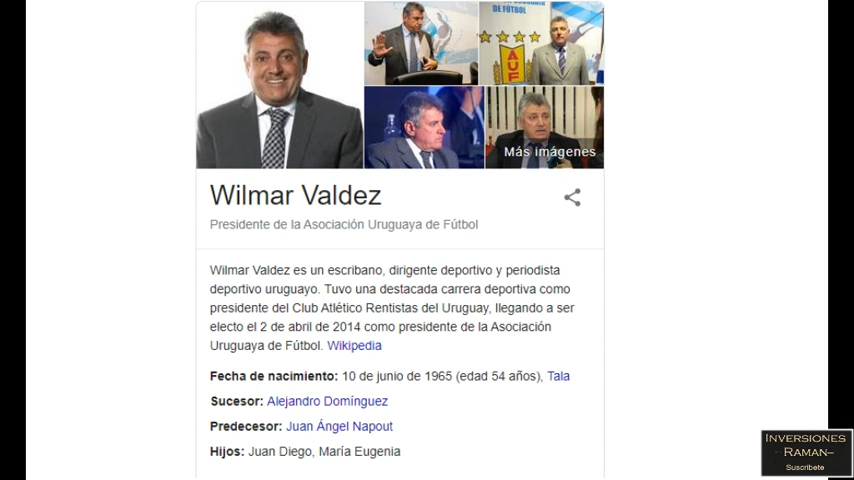 DE FÚTBOL
AUF
Más imágenes
Wilmar Valdez
Presidente de la Asociación Uruguaya de Fútbol
Wilmar Valdez es un escribano, dirigente deportivo y periodista
deportivo uruguayo. Tuvo una destacada carrera deportiva como
presidente del Club Atlético Rentistas del Uruguay, llegando a ser
electo el 2 de abril de 2014 como presidente de la Asociación
Uruguaya de Fútbol. Wikipedia
Fecha de nacimiento: 10 de junio de 1965 (edad 54 años), Tala
Sucesor: Alejandro Domínguez
Predecesor: Juan Ángel Napout
Hijos: Juan Diego, María Eugenia
INVERSIONES
RAMAN
Suscribete